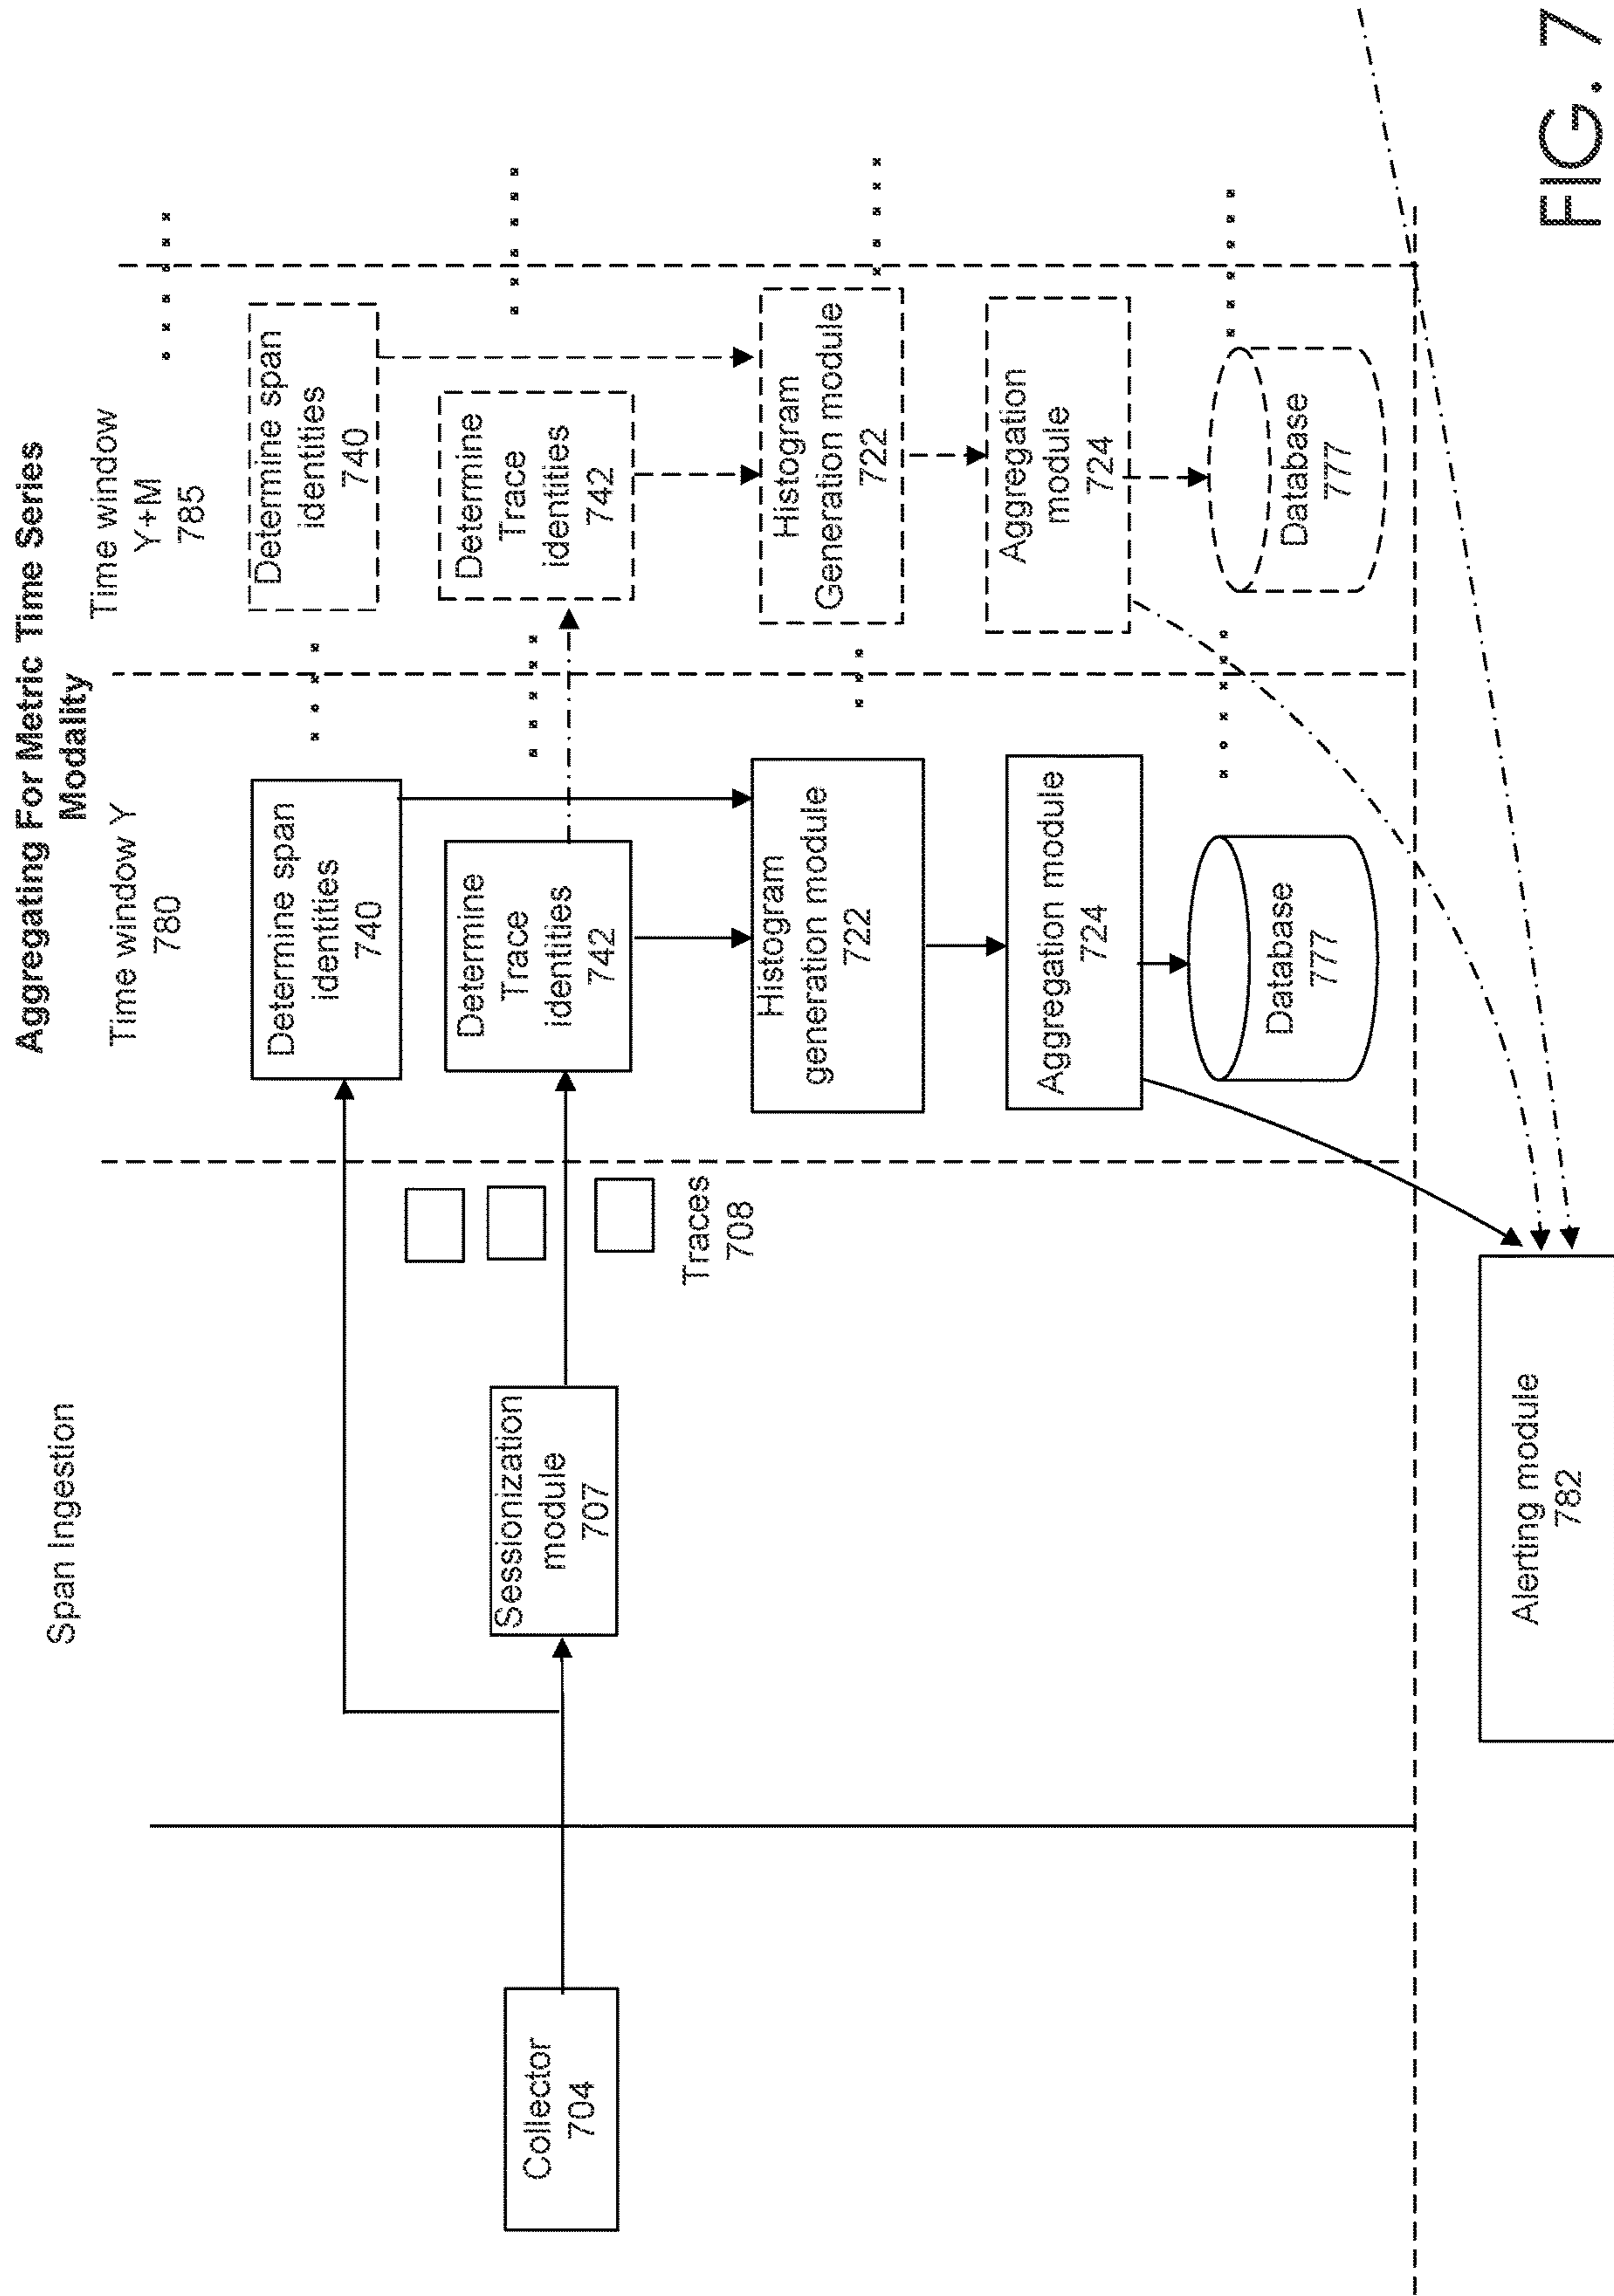 Aggregating For Metric Time Series
Modality
Span Ingestion
Time window Y
780
Time window
Y+M
785
Collector
704
Sessionization
module
707
Traces
708
Determine span
identities
740
Determine
Trace
identities
742
Histogram
generation module
722
Aggregation module
724
Database
777
Determine span
identities
740
Determine
Trace
identities
742
Histogram
Generation module
722
Aggregation
module
724
Database
777
Alerting module
782
FIG. 7